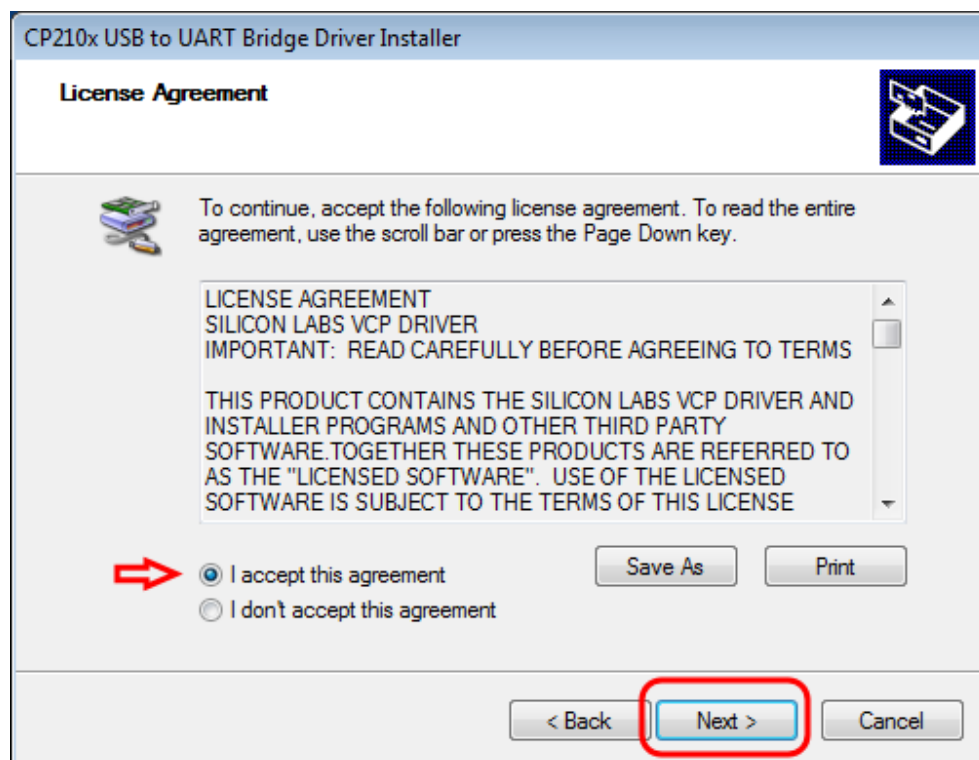 CP210x USB to UART Bridge Driver Installer
License Agreement
To continue, accept the following license agreement. To read the entire
agreement, use the scroll bar or press the Page Down key.
LICENSE AGREEMENT
SILICON LABS VCP DRIVER
IMPORTANT:  READ CAREFULLY BEFORE AGREEING TO TERMS
THIS PRODUCT CONTAINS THE SILICON LABS VCP DRIVER AND
INSTALLER PROGRAMS AND OTHER THIRD PARTY
SOFTWARE.TOGETHER THESE PRODUCTS ARE REFERRED TO
AS THE "LICENSED SOFTWARE".  USE OF THE LICENSED
SOFTWARE IS SUBJECT TO THE TERMS OF THIS LICENSE
I accept this agreement
Save As
Print
I don't accept this agreement
< Back
Next >
Cancel